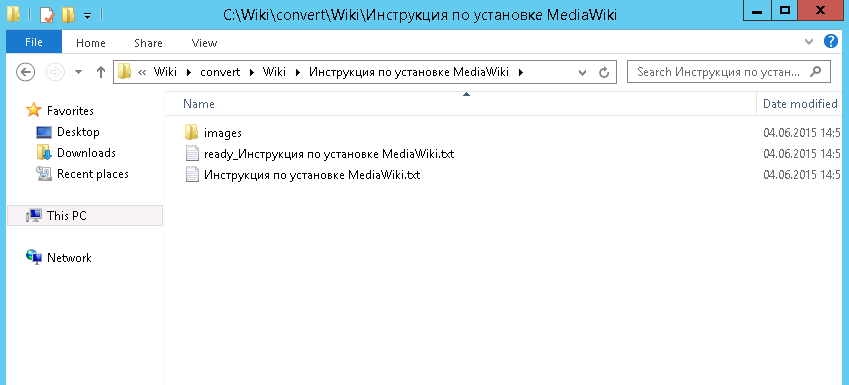 C:\Wiki\convert\Wiki\Инструкция по установке MediaWiki
File Home Share View
« Wiki convert Wiki Инструкция по установке MediaWiki Search Инструкция по устан...
Name Date modified
Favorites
Desktop
Downloads
Recent places
This PC
Network
images 04.06.2015 14:5
ready_Инструкция по установке MediaWiki.txt 04.06.2015 14:5
Инструкция по установке MediaWiki.txt 04.06.2015 14:5